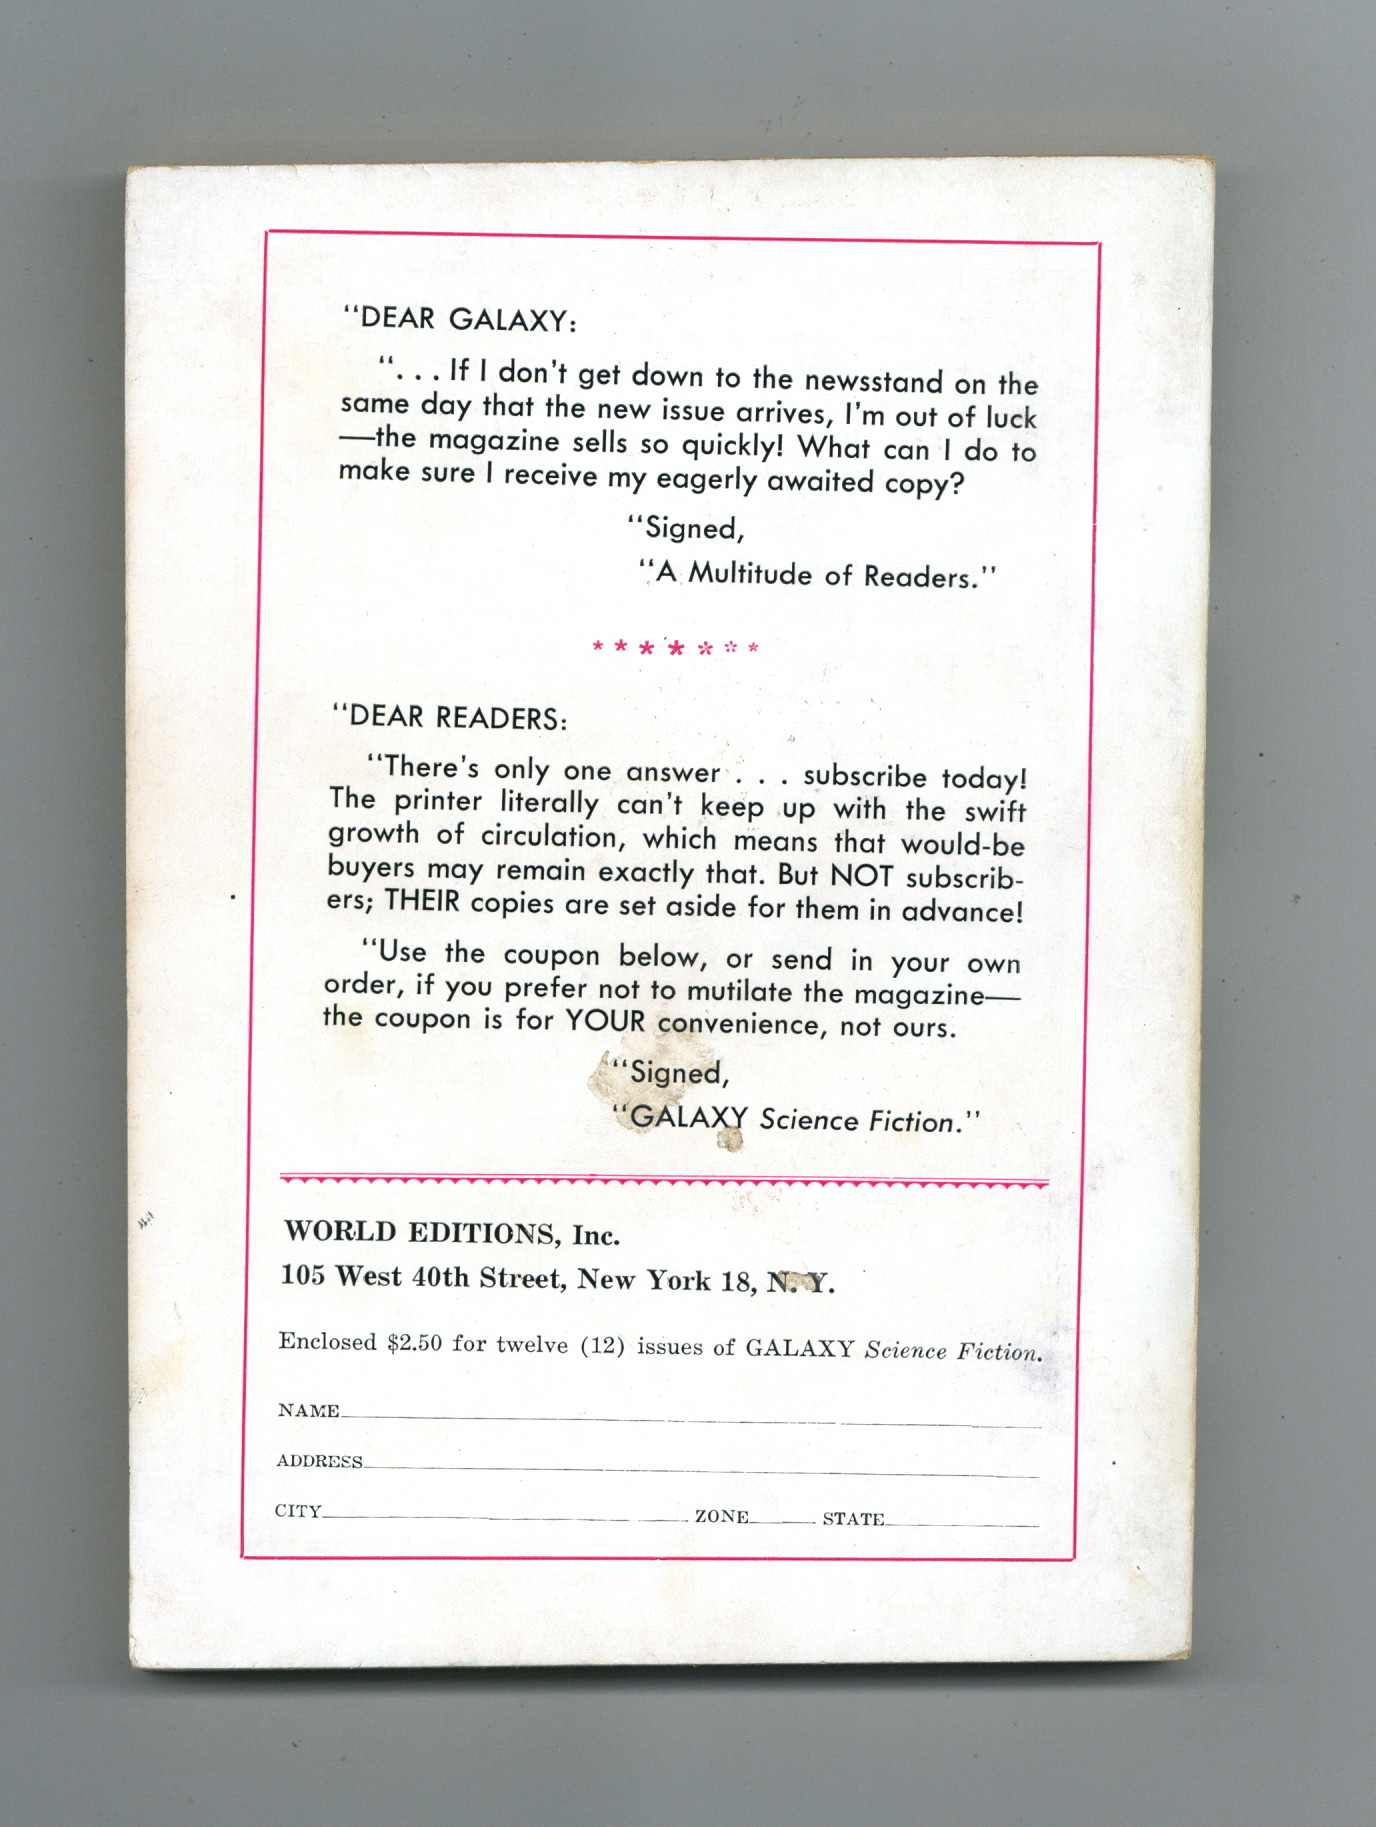 "DEAR GALAXY:
". . . If I don't get down to the newsstand on the
same day that the new issue arrives, I'm out of luck
—the magazine sells so quickly! What can I do to
make sure I receive my eagerly awaited copy?
"Signed,
"A Multitude of Readers."
* * * * * * *
"DEAR READERS:
"There's only one answer . . . subscribe today!
The printer literally can't keep up with the swift
growth of circulation, which means that would-be
buyers may remain exactly that. But NOT subscrib-
ers; THEIR copies are set aside for them in advance!
"Use the coupon below, or send in your own
order, if you prefer not to mutilate the magazine—
the coupon is for YOUR convenience, not ours.
"Signed,
"GALAXY Science Fiction."
WORLD EDITIONS, Inc.
105 West 40th Street, New York 18, N. Y.
Enclosed $2.50 for twelve (12) issues of GALAXY Science Fiction.
NAME
ADDRESS
CITY ZONE STATE